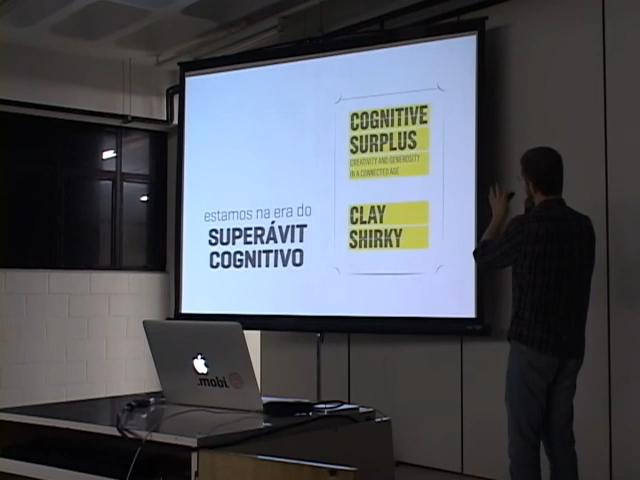 estamos na era do
SUPERÁVIT
COGNITIVO
COGNITIVE
SURPLUS
CREATIVITY AND GENEROSITY
IN A CONNECTED AGE
CLAY
SHIRKY
.mobi